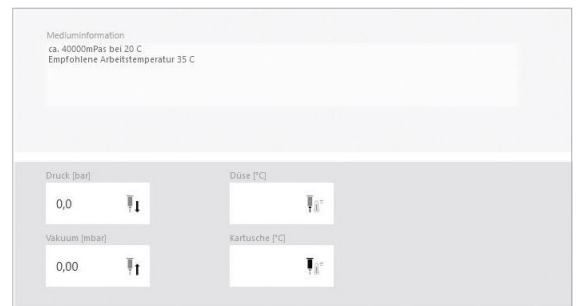 Mediuminformation
ca. 40000mPas bei 20 C
Empfohlene Arbeitstemperatur 35 C
Druck [bar]
Düse [°C]
0,0
Vakuum [mbar]
Kartusche [°C]
0,00